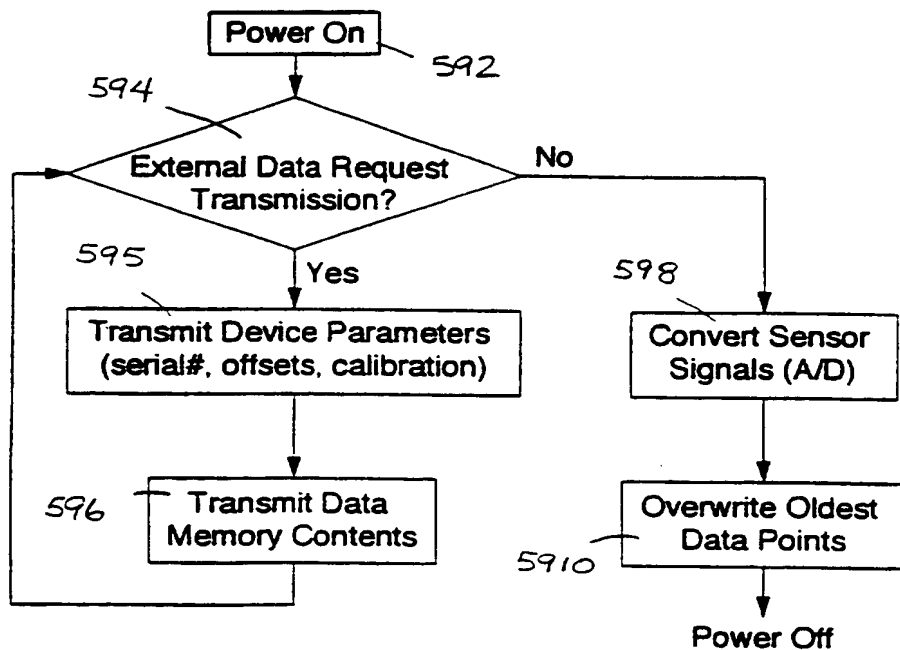 Power On
592
594
External Data Request
Transmission?
No
595
Yes
598
Transmit Device Parameters
(serial#, offsets, calibration)
Convert Sensor
Signals (A/D)
596
Transmit Data
Memory Contents
Overwrite Oldest
Data Points
5910
Power Off